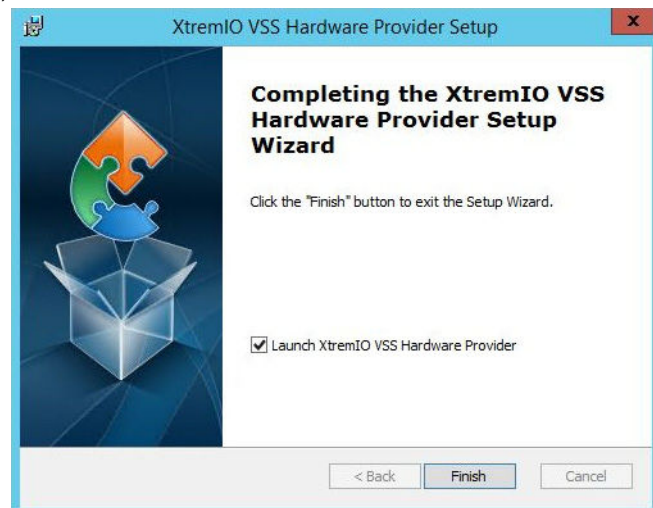 XtremIO VSS Hardware Provider Setup
x
Completing the XtremIO VSS
Hardware Provider Setup
Wizard
Click the "Finish" button to exit the Setup Wizard.
Launch XtremIO VSS Hardware Provider
< Back Finish Cancel